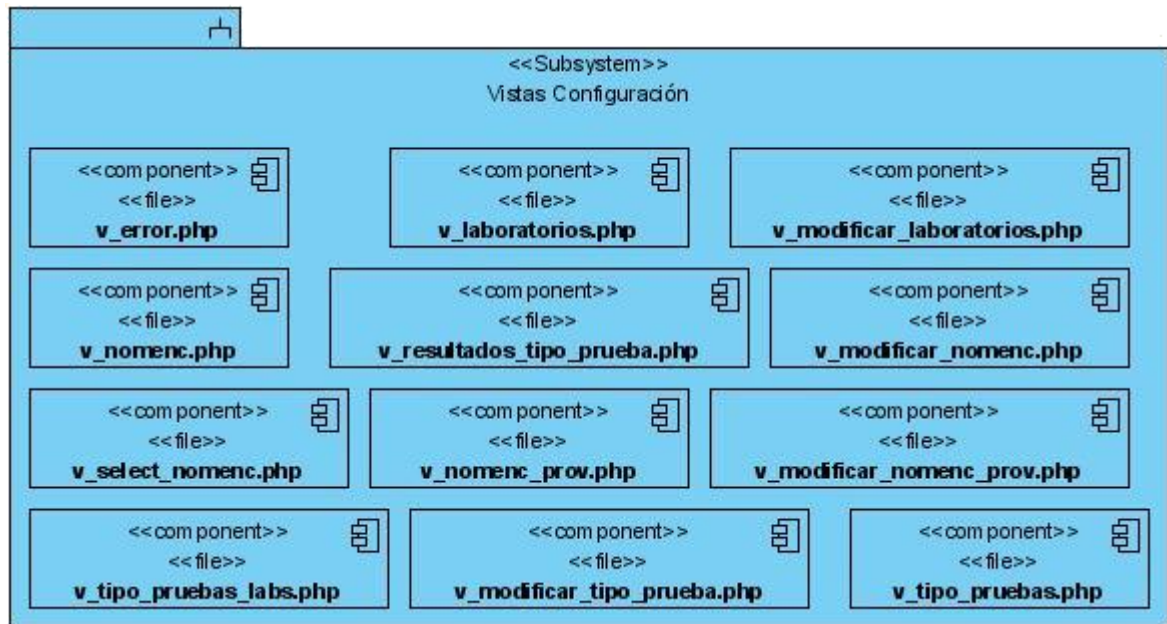 <<Subsystem>>
Vistas Configuración
<<component>>
<<file>>
v_error.php
<<component>>
<<file>>
v_laboratorios.php
<<component>>
<<file>>
v_modificar_laboratorios.php
<<component>>
<<file>>
v_nomenc.php
<<component>>
<<file>>
v_resultados_tipo_prueba.php
<<component>>
<<file>>
v_modificar_nomenc.php
<<component>>
<<file>>
v_select_nomenc.php
<<component>>
<<file>>
v_nomenc_prov.php
<<component>>
<<file>>
v_modificar_nomenc_prov.php
<<component>>
<<file>>
v_tipo_pruebas_labs.php
<<component>>
<<file>>
v_modificar_tipo_prueba.php
<<component>>
<<file>>
v_tipo_pruebas.php